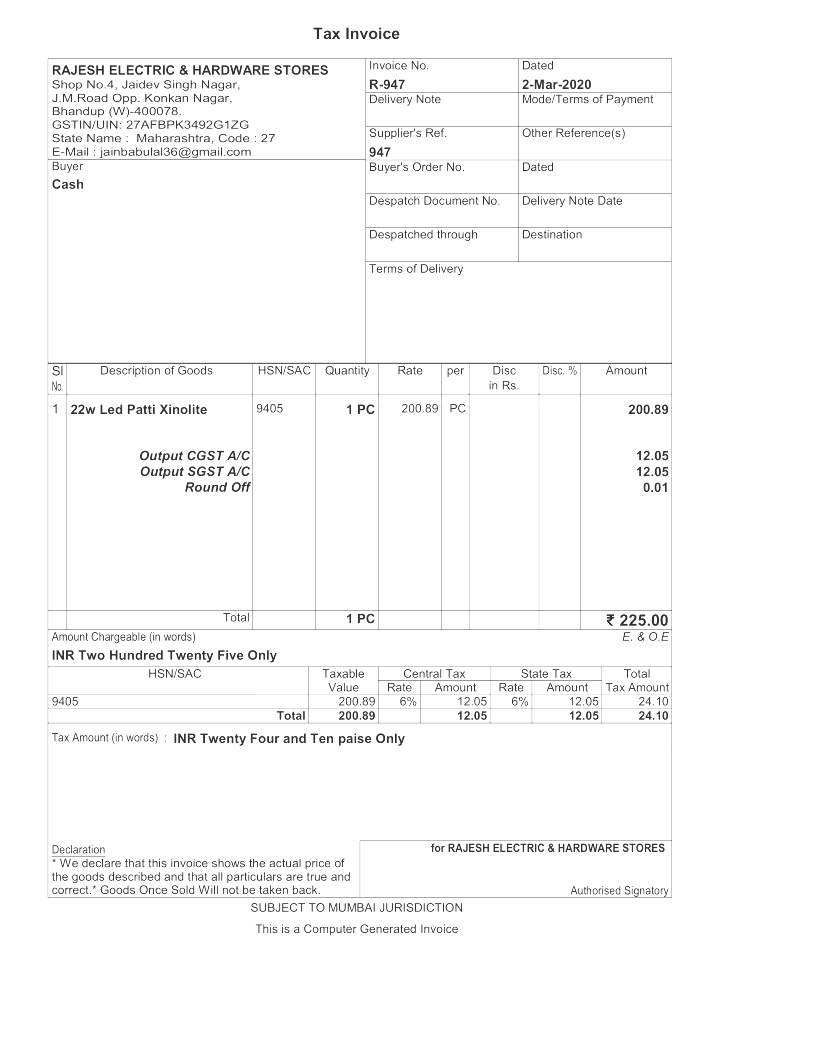 Tax Invoice
RAJESH ELECTRIC & HARDWARE STORES
Shop No.4, Jaidev Singh Nagar,
J.M.Road Opp. Konkan Nagar,
Bhandup (W)-400078.
GSTIN/UIN: 27AFBPK3492G1ZG
State Name : Maharashtra, Code : 27
E-Mail : jainbabulal36@gmail.com
Invoice No. Dated
R-947 2-Mar-2020
Delivery Note Mode/Terms of Payment
Supplier's Ref. Other Reference(s)
947
Buyer
Cash
Buyer's Order No. Dated
Despatch Document No. Delivery Note Date
Despatched through Destination
Terms of Delivery
Sl Description of Goods HSN/SAC Quantity Rate per Disc Disc. % Amount
No. in Rs.
1 22w Led Patti Xinolite 9405 1 PC 200.89 PC 200.89
Output CGST A/C 12.05
Output SGST A/C 12.05
Round Off 0.01
Total 1 PC ₹ 225.00
Amount Chargeable (in words) E. & O.E
INR Two Hundred Twenty Five Only
HSN/SAC Taxable Central Tax State Tax Total
Value Rate Amount Rate Amount Tax Amount
9405 200.89 6% 12.05 6% 12.05 24.10
Total 200.89 12.05 12.05 24.10
Tax Amount (in words) : INR Twenty Four and Ten paise Only
Declaration
* We declare that this invoice shows the actual price of
the goods described and that all particulars are true and
correct.* Goods Once Sold Will not be taken back.
for RAJESH ELECTRIC & HARDWARE STORES
Authorised Signatory
SUBJECT TO MUMBAI JURISDICTION
This is a Computer Generated Invoice